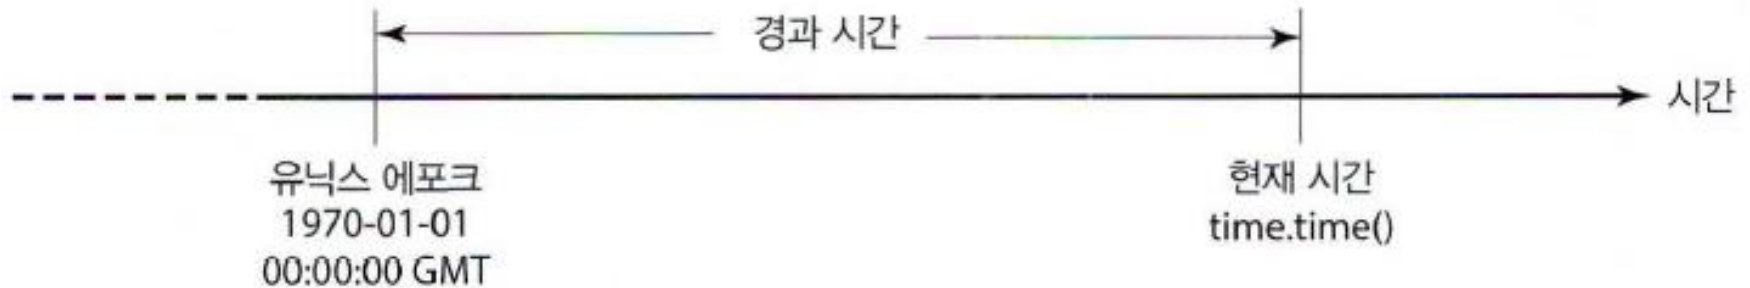 경과 시간
시간
유닉스 에포크
1970-01-01
00:00:00 GMT
현재 시간
time.time()